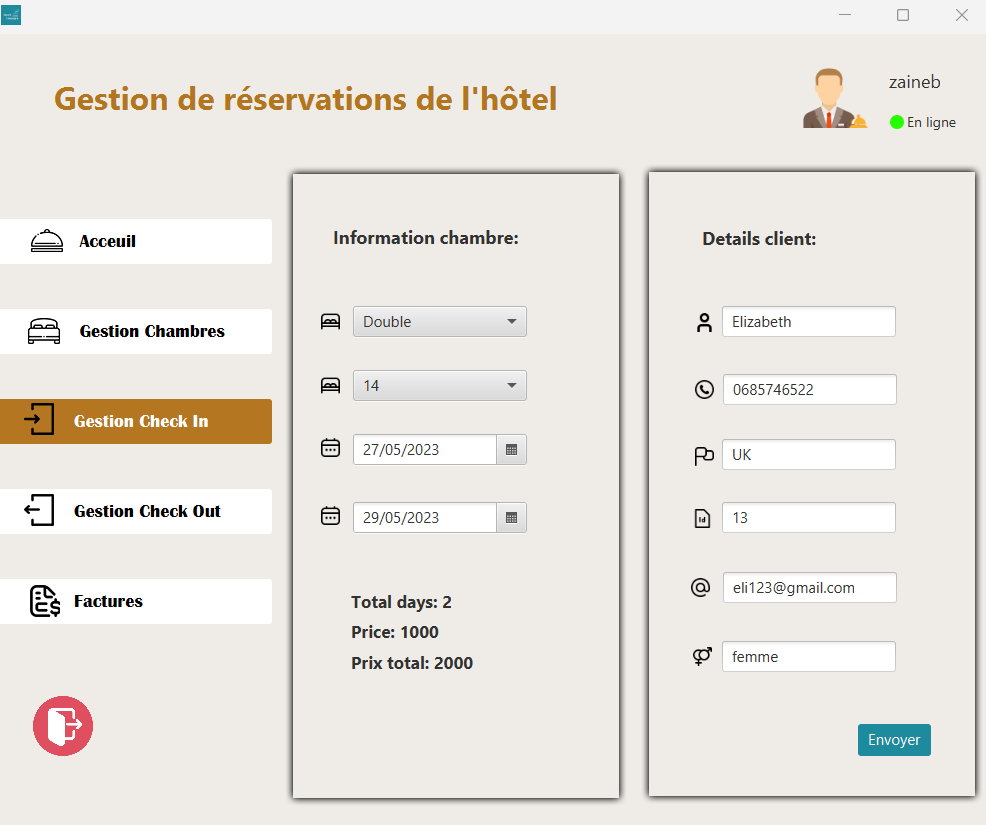 Gestion de réservations de l'hôtel
zaineb
En ligne
Acceuil
Gestion Chambres
Gestion Check In
Gestion Check Out
Factures
Information chambre:
Double
14
27/05/2023
29/05/2023
Total days: 2
Price: 1000
Prix total: 2000
Details client:
Elizabeth
0685746522
UK
Id
13
eli123@gmail.com
femme
Envoyer